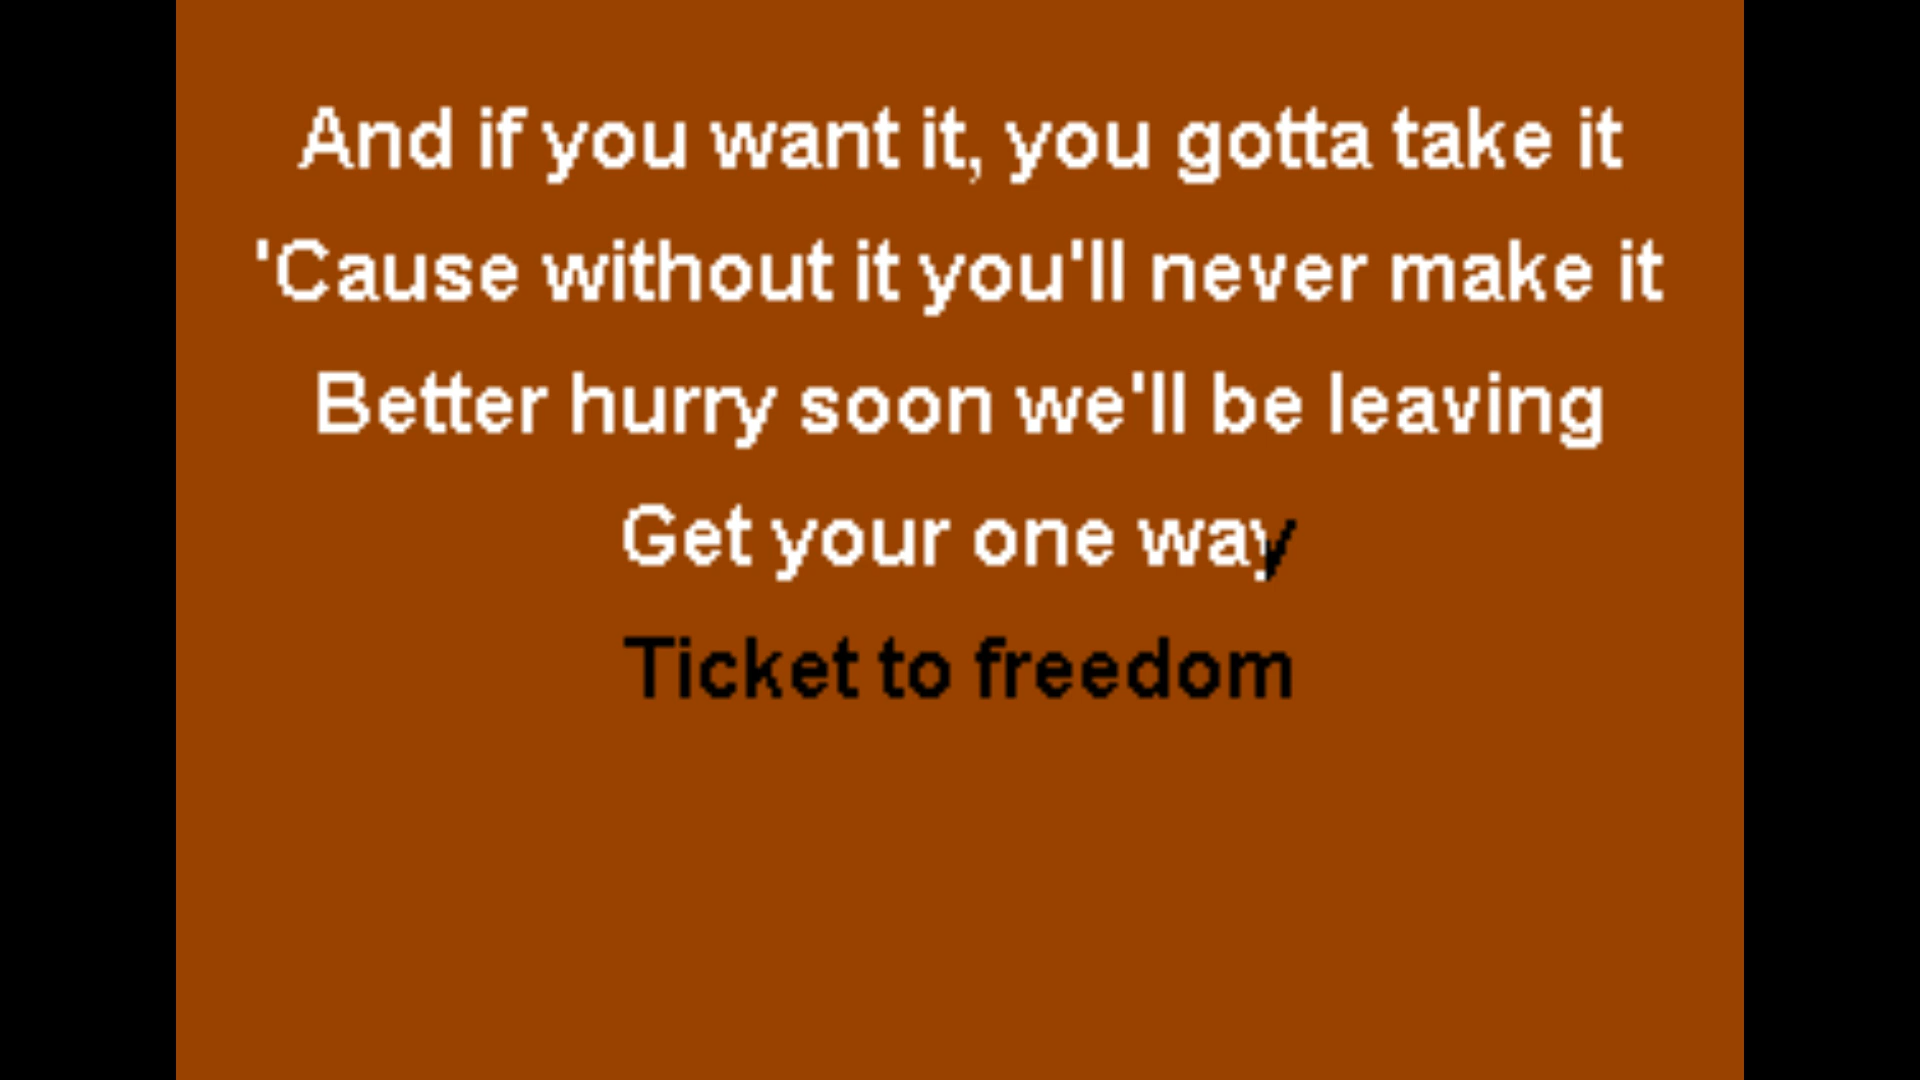 And if you want it, you gotta take it
'Cause without it you'll never make it
Better hurry soon we'll be leaving
Get your one way
Ticket to freedom